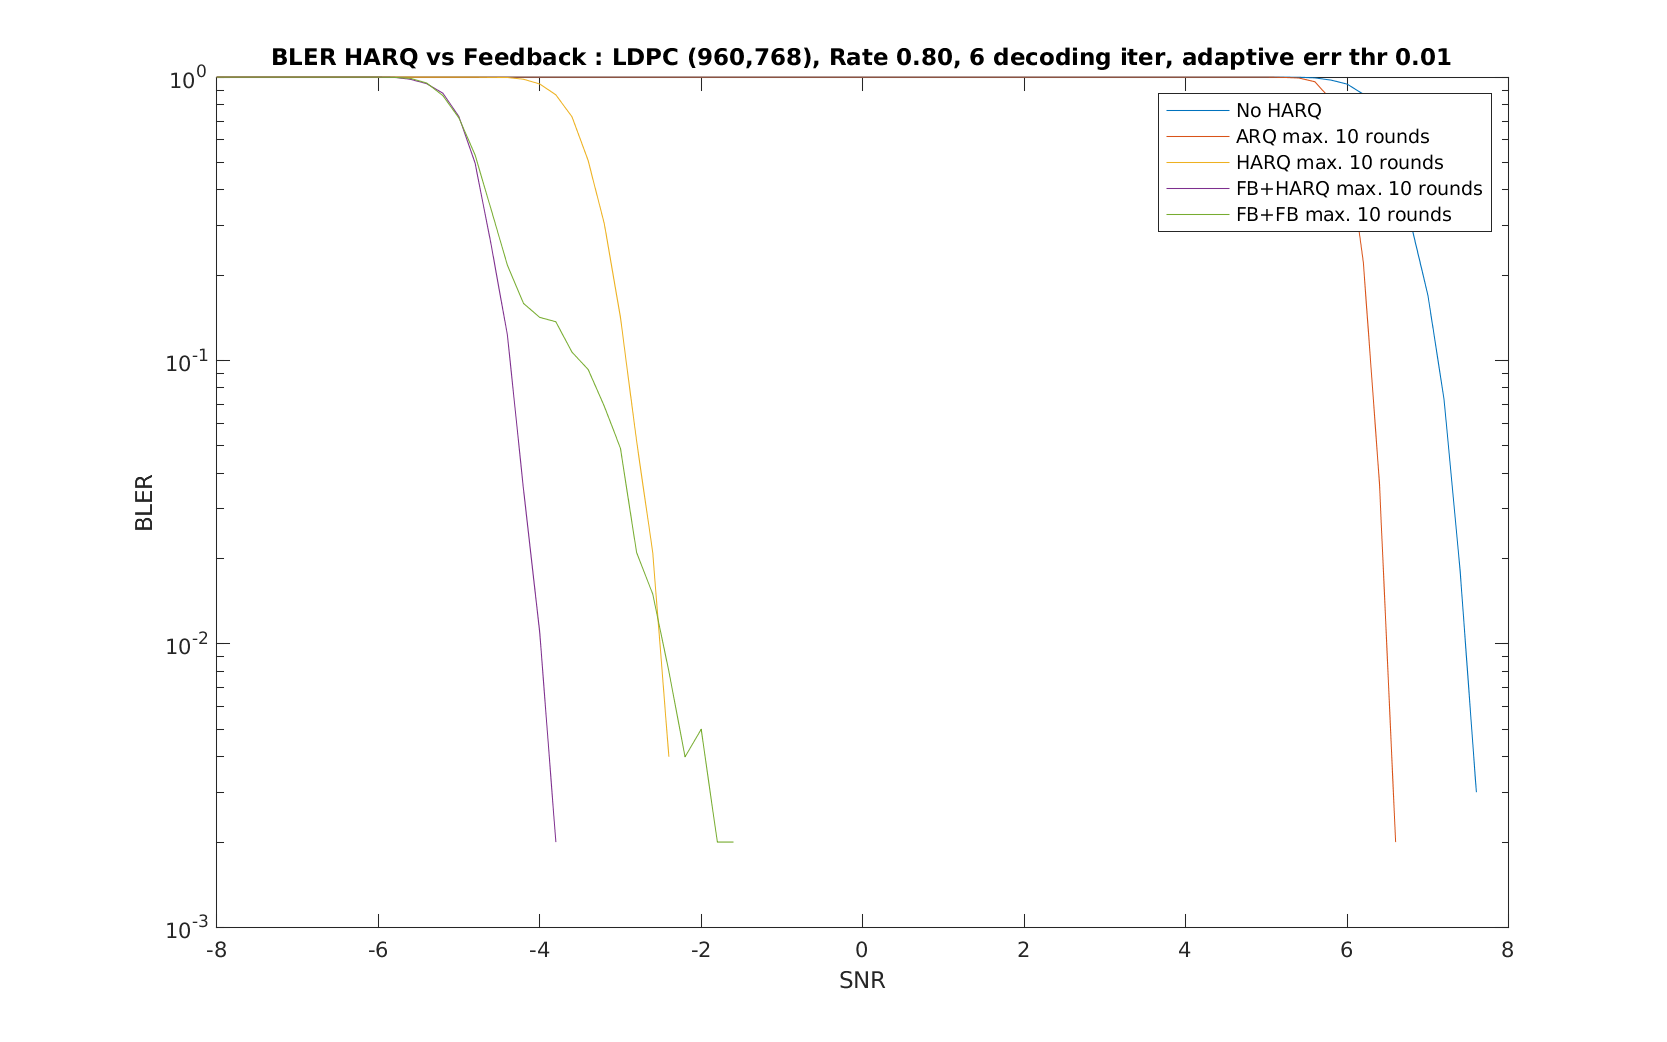 BLER HARQ vs Feedback : LDPC (960,768), Rate 0.80, 6 decoding iter, adaptive err thr 0.01
No HARQ
ARQ max. 10 rounds
HARQ max. 10 rounds
FB+HARQ max. 10 rounds
FB+FB max. 10 rounds
BLER
10^0
10^-1
10^-2
10^-3
-8 -6 -4 -2 0 2 4 6 8
SNR